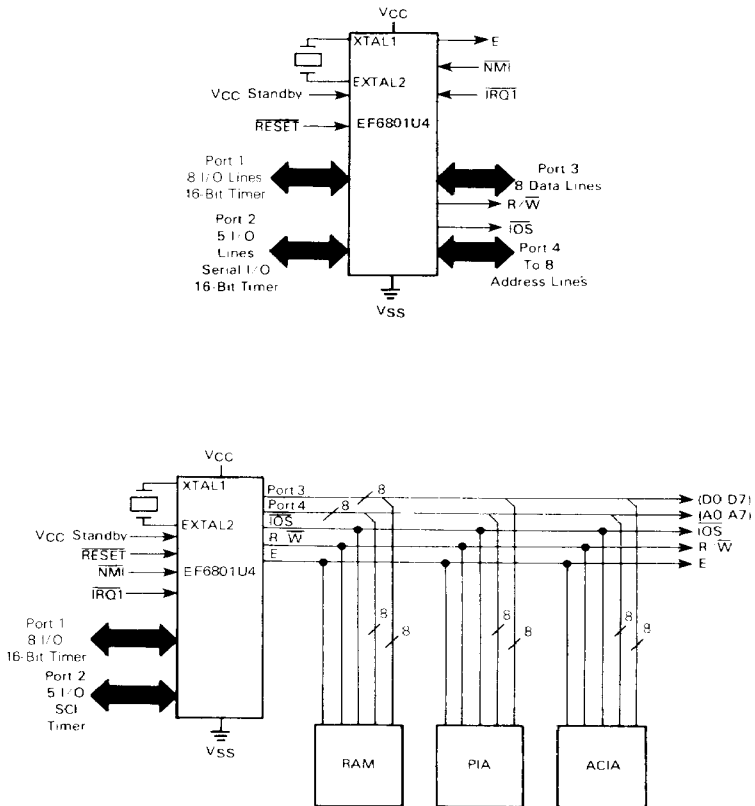 VCC
XTAL1
E
NMI
EXTAL2
VCC Standby
IRQ1
RESET
EF6801U4
Port 1
8 I/O Lines
16-Bit Timer
Port 3
8 Data Lines
R/W
Port 2
5 I/O
Lines
Serial I/O
16-Bit Timer
IOS
Port 4
To 8
Address Lines
VSS
VCC
XTAL1
Port 3
8
(D0 D7)
Port 4
8
(A0 A7)
EXTAL2
IOS
IOS
VCC Standby
R W
R W
RESET
E
E
NMI
EF6801U4
IRQ1
Port 1
8 I/O
16-Bit Timer
8
8
8
8
8
8
Port 2
5 I/O
SCI
Timer
VSS
RAM
PIA
ACIA